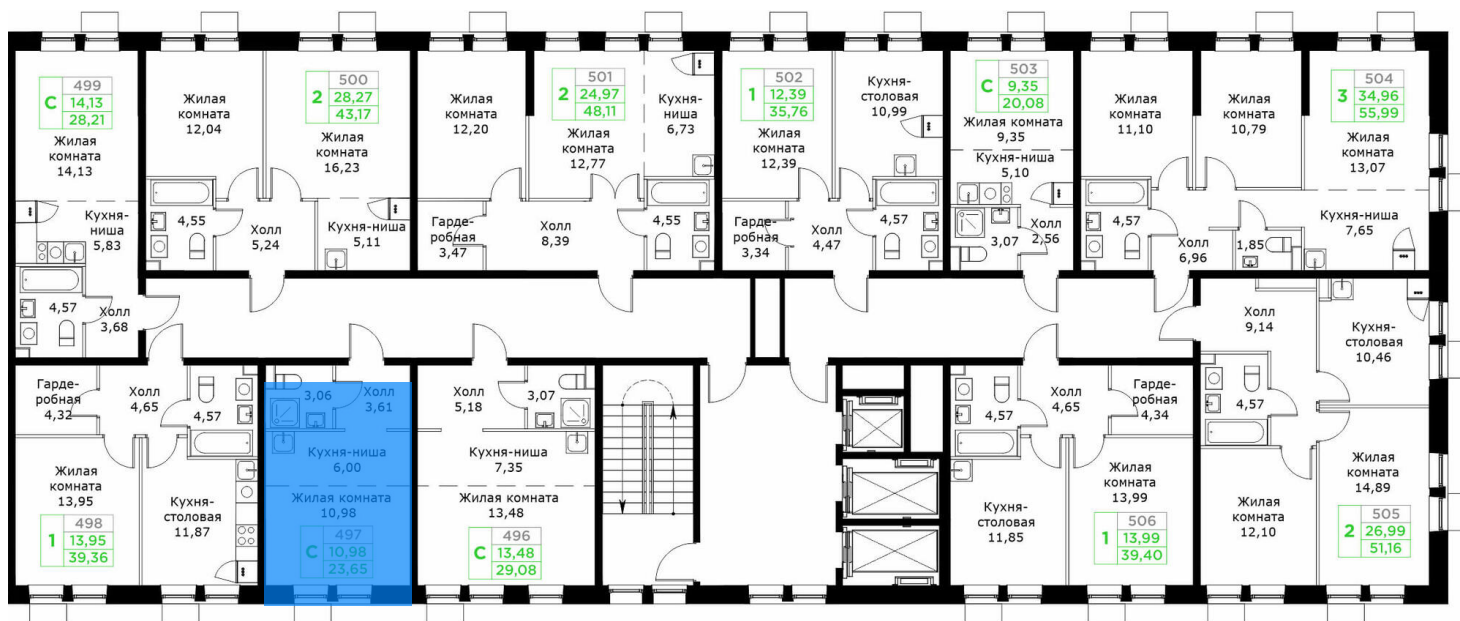 499
С 14,13
28,21
Жилая
комната
14,13
Кухня-
ниша
5,83
4,57
Холл
3,68
Жилая
комната
12,04
500
2 28,27
43,17
Жилая
комната
16,23
4,55
Холл
5,24
Кухня-ниша
5,11
Жилая
комната
12,20
501
2 24,97
48,11
Жилая
комната
12,77
Кухня-
ниша
6,73
Гарде-
робная
3,47
Холл
8,39
4,55
502
1 12,39
35,76
Жилая
комната
12,39
Кухня-
столовая
10,99
Гарде-
робная
3,34
Холл
4,47
4,57
503
С 9,35
20,08
Жилая комната
9,35
Кухня-ниша
5,10
3,07
Холл
2,56
Жилая
комната
11,10
Жилая
комната
10,79
504
3 34,96
55,99
Жилая
комната
13,07
4,57
Холл
6,96
1,85
Кухня-ниша
7,65
Холл
9,14
Кухня-
столовая
10,46
4,57
Жилая
комната
12,10
Жилая
комната
14,89
505
2 26,99
51,16
Гарде-
робная
4,32
Холл
4,65
4,57
Жилая
комната
13,95
498
1 13,95
39,36
Кухня-
столовая
11,87
3,06
Холл
3,61
Кухня-ниша
6,00
Жилая комната
10,98
497
С 10,98
23,65
Холл
5,18
3,07
Кухня-ниша
7,35
Жилая комната
13,48
496
С 13,48
29,08
4,57
Холл
4,65
Гарде-
робная
4,34
Кухня-
столовая
11,85
Жилая
комната
13,99
506
1 13,99
39,40